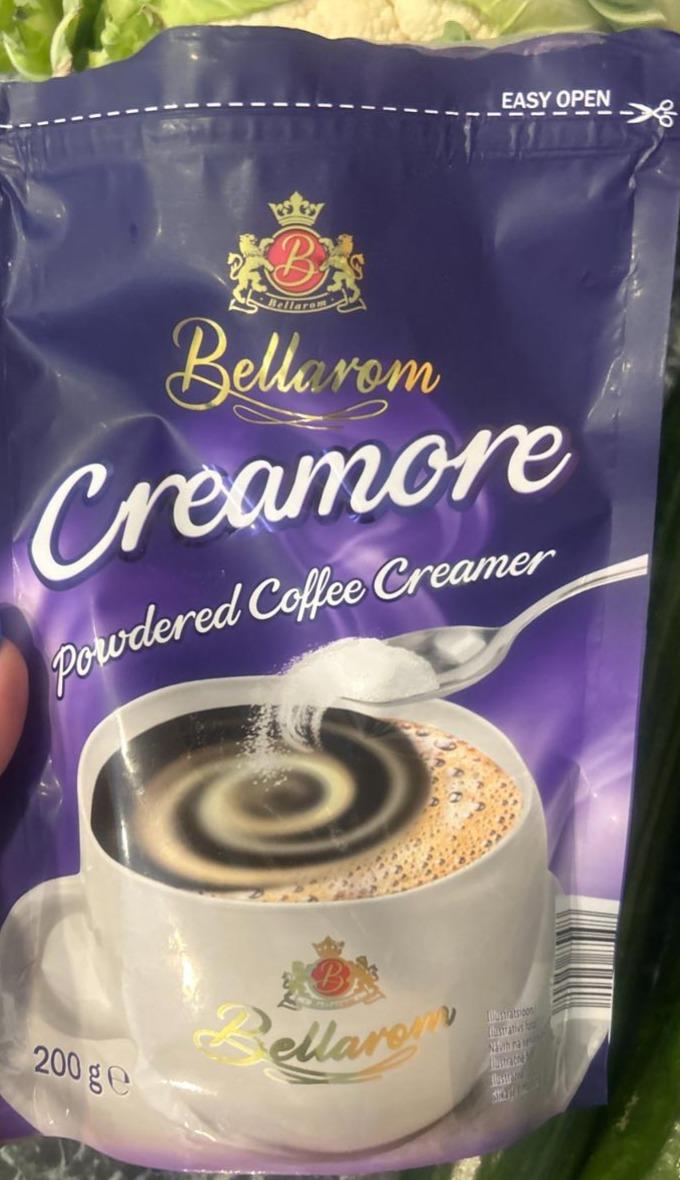 EASY OPEN
B
Bellarom
Bellarom
Creamore
Powdered Coffee Creamer
B
Bellarom
200 g e